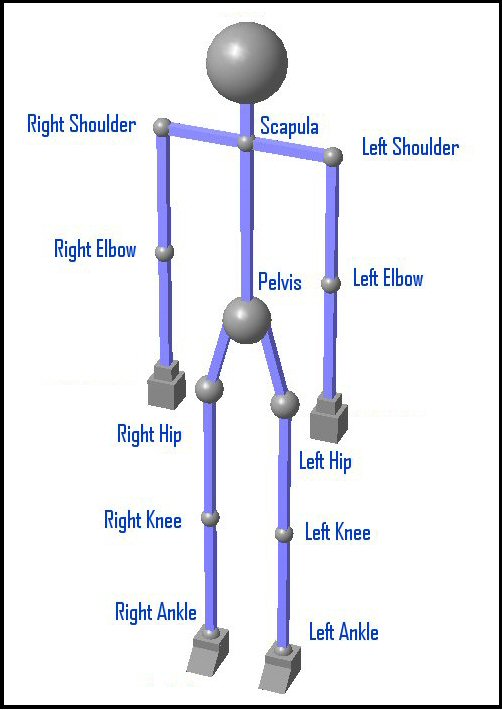 Right Shoulder
Scapula
Left Shoulder
Right Elbow
Left Elbow
Pelvis
Right Hip
Left Hip
Right Knee
Left Knee
Right Ankle
Left Ankle